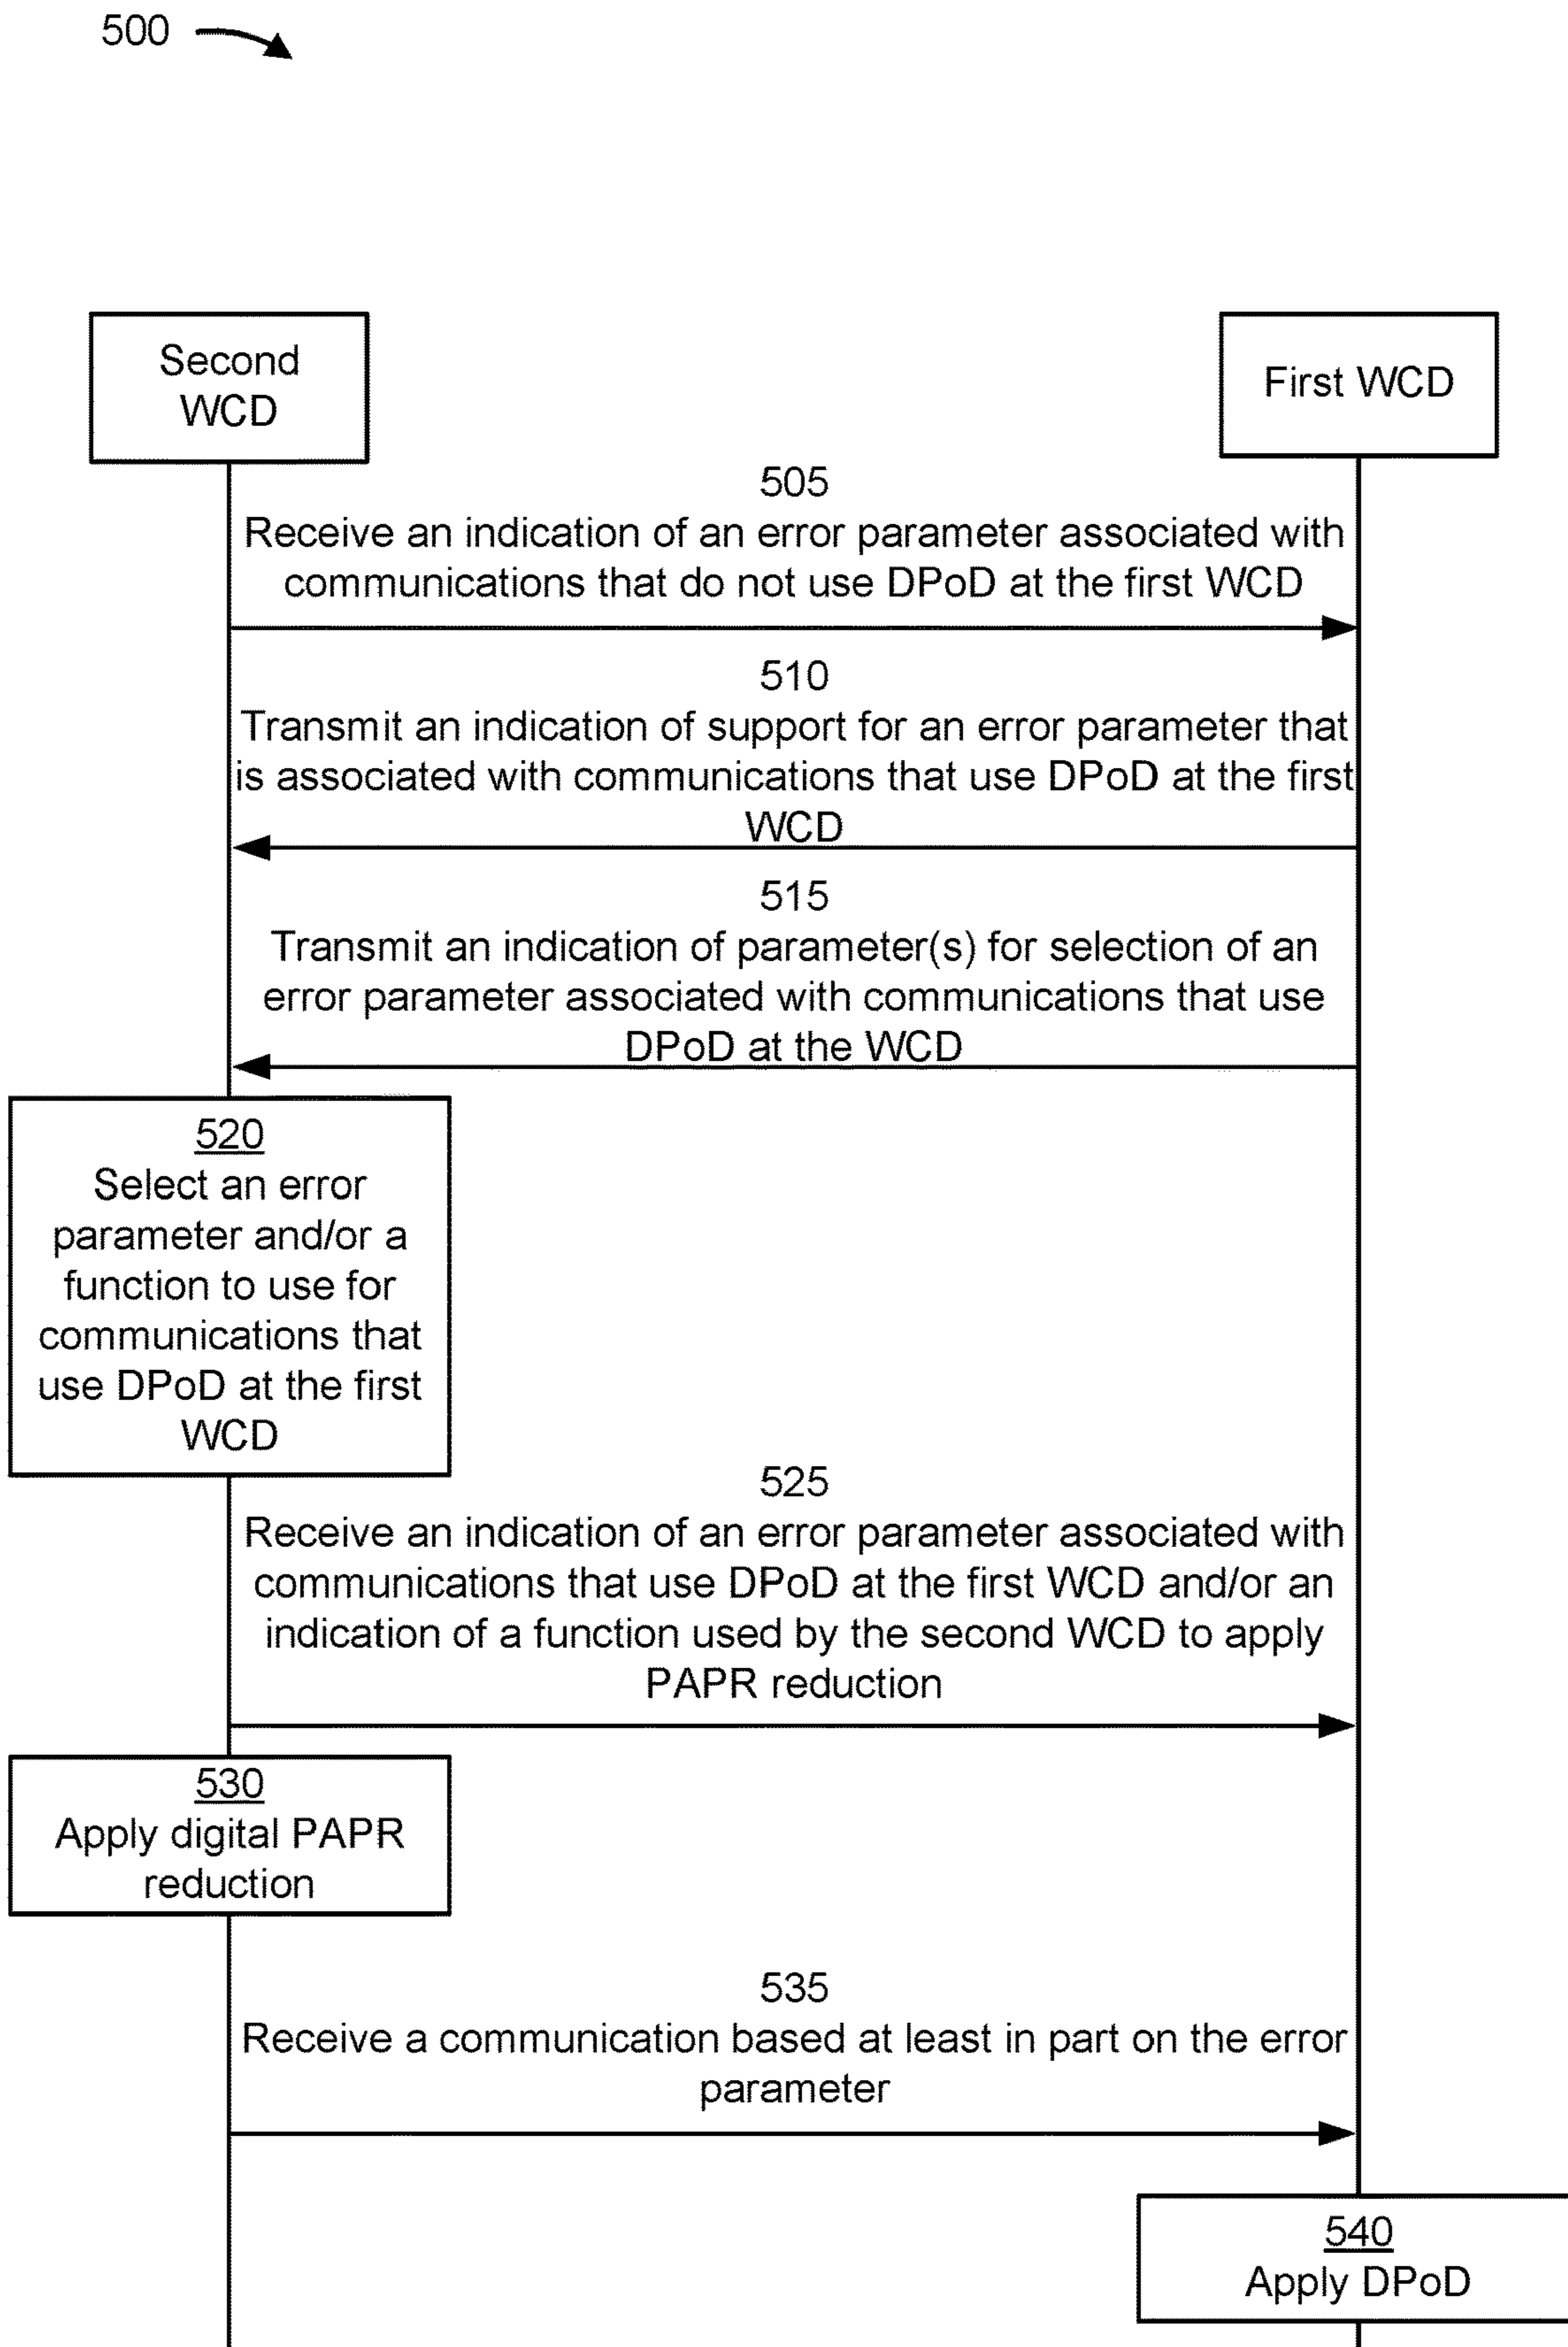 500
Second
WCD
First WCD
505
Receive an indication of an error parameter associated with
communications that do not use DPoD at the first WCD
510
Transmit an indication of support for an error parameter that
is associated with communications that use DPoD at the first
WCD
515
Transmit an indication of parameter(s) for selection of an
error parameter associated with communications that use
DPoD at the WCD
520
Select an error
parameter and/or a
function to use for
communications that
use DPoD at the first
WCD
525
Receive an indication of an error parameter associated with
communications that use DPoD at the first WCD and/or an
indication of a function used by the second WCD to apply
PAPR reduction
530
Apply digital PAPR
reduction
535
Receive a communication based at least in part on the error
parameter
540
Apply DPoD